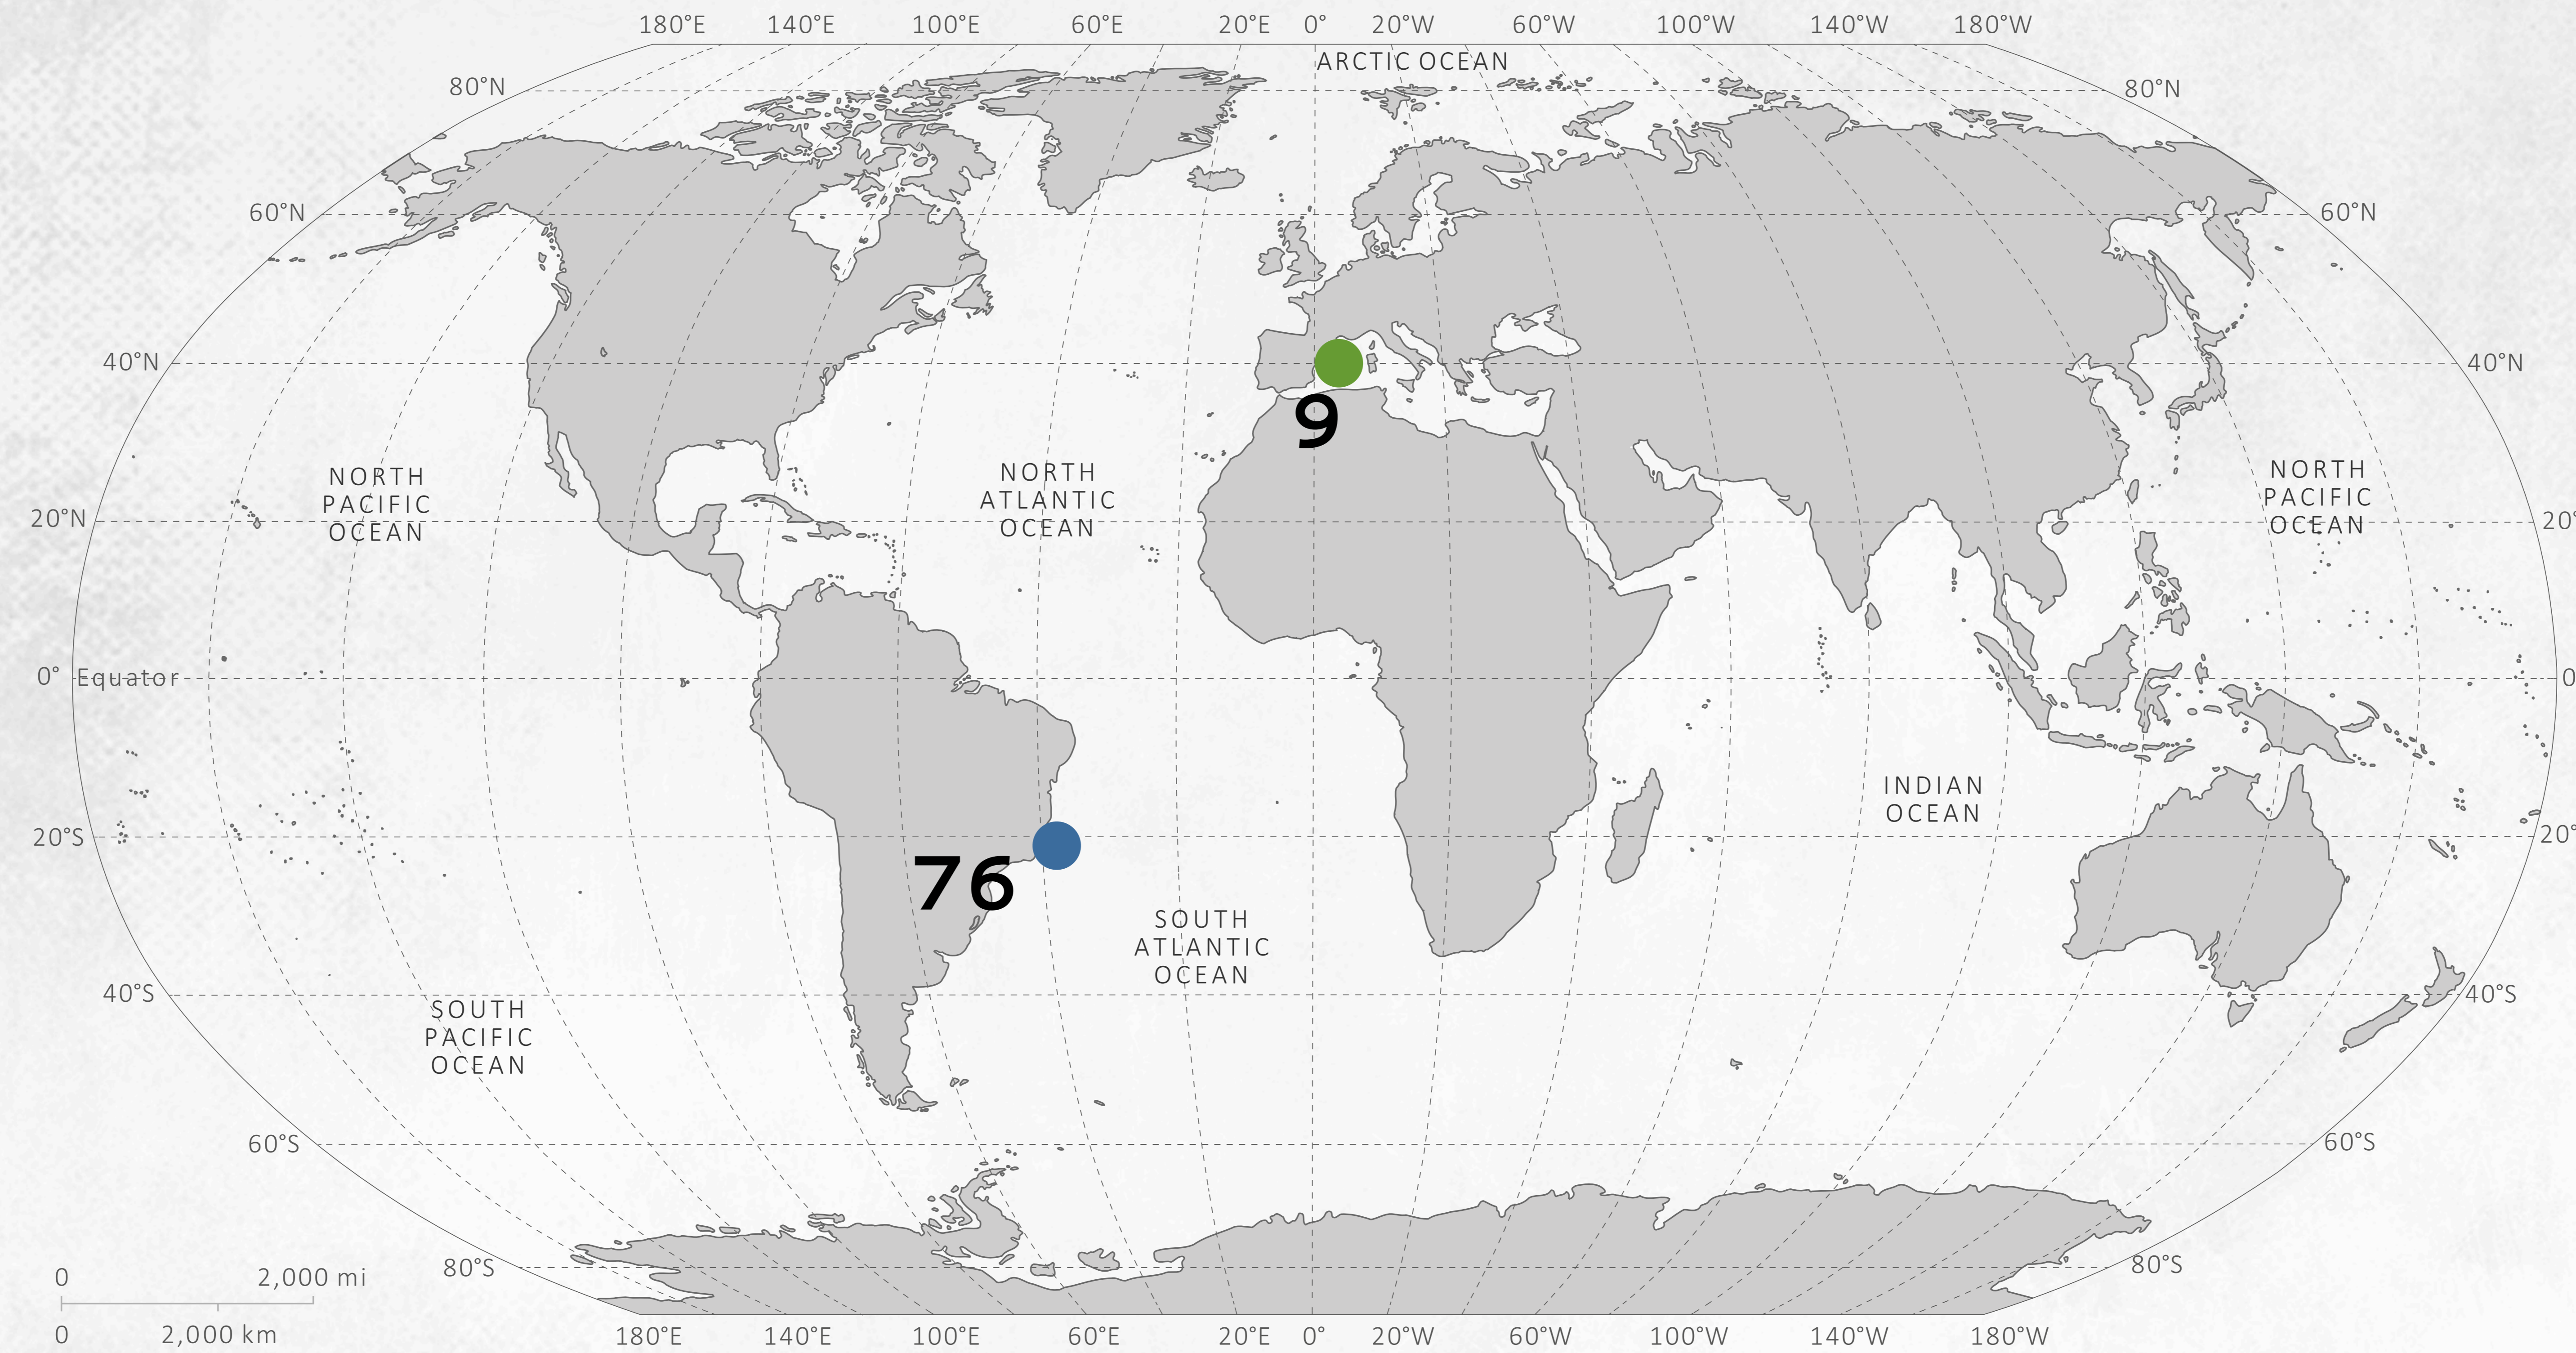 180°E 140°E 100°E 60°E 20°E 0° 20°W 60°W 100°W 140°W 180°W
ARCTIC OCEAN
80°N 80°N
60°N 60°N
40°N 40°N
9
NORTH
PACIFIC
OCEAN
NORTH
ATLANTIC
OCEAN
NORTH
PACIFIC
OCEAN
20°N 20°
0° Equator 0
INDIAN
OCEAN
20°S 20°
76
SOUTH
ATLANTIC
OCEAN
40°S 40°S
SOUTH
PACIFIC
OCEAN
60°S 60°S
80°S 80°S
0 2,000 mi
0 2,000 km
180°E 140°E 100°E 60°E 20°E 0° 20°W 60°W 100°W 140°W 180°W